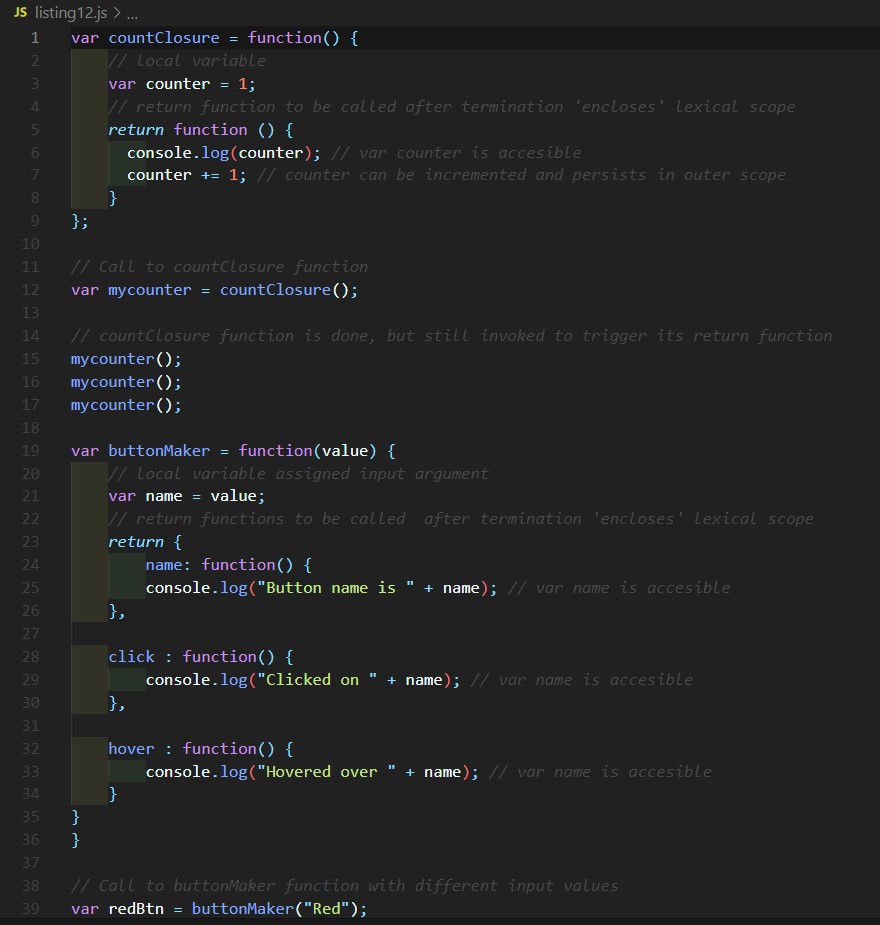 JS listing12.js > ...
1 var countClosure = function() {
2 // local variable
3 var counter = 1;
4 // return function to be called after termination 'encloses' lexical scope
5 return function () {
6 console.log(counter); // var counter is accesible
7 counter += 1; // counter can be incremented and persists in outer scope
8 }
9 };
10
11 // Call to countClosure function
12 var mycounter = countClosure();
13
14 // countClosure function is done, but still invoked to trigger its return function
15 mycounter();
16 mycounter();
17 mycounter();
18
19 var buttonMaker = function(value) {
20 // local variable assigned input argument
21 var name = value;
22 // return functions to be called  after termination 'encloses' lexical scope
23 return {
24 name: function() {
25 console.log("Button name is " + name); // var name is accesible
26 },
27
28 click : function() {
29 console.log("Clicked on " + name); // var name is accesible
30 },
31
32 hover : function() {
33 console.log("Hovered over " + name); // var name is accesible
34 }
35 }
36 }
37
38 // Call to buttonMaker function with different input values
39 var redBtn = buttonMaker("Red");